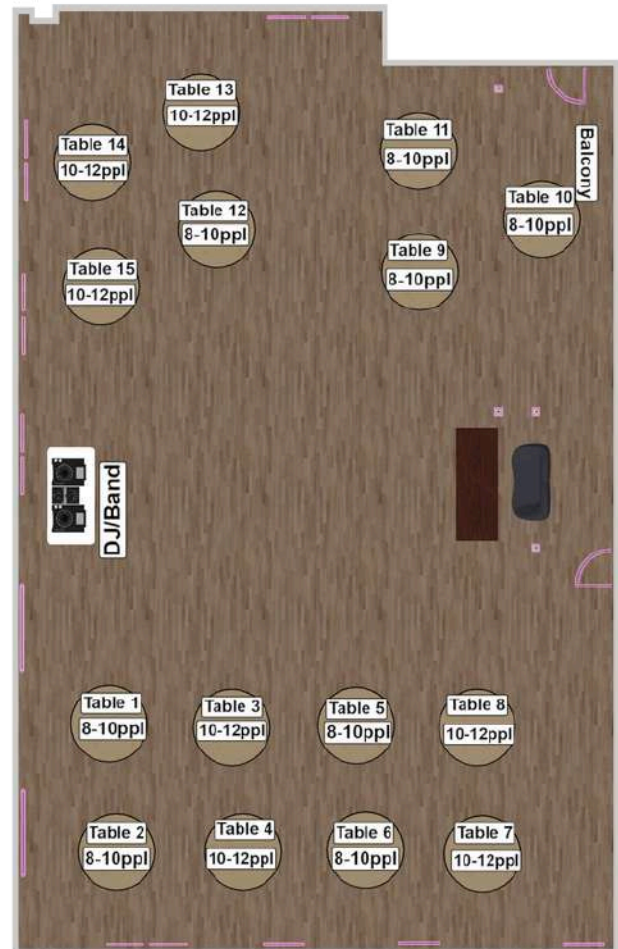 Table 13
10-12ppl
Table 14
10-12ppl
Table 11
8-10ppl
Balcony
Table 12
8-10ppl
Table 10
8-10ppl
Table 9
8-10ppl
Table 15
10-12ppl
DJ/Band
Table 1
8-10ppl
Table 3
10-12ppl
Table 5
8-10ppl
Table 8
10-12ppl
Table 2
8-10ppl
Table 4
10-12ppl
Table 6
8-10ppl
Table 7
10-12ppl